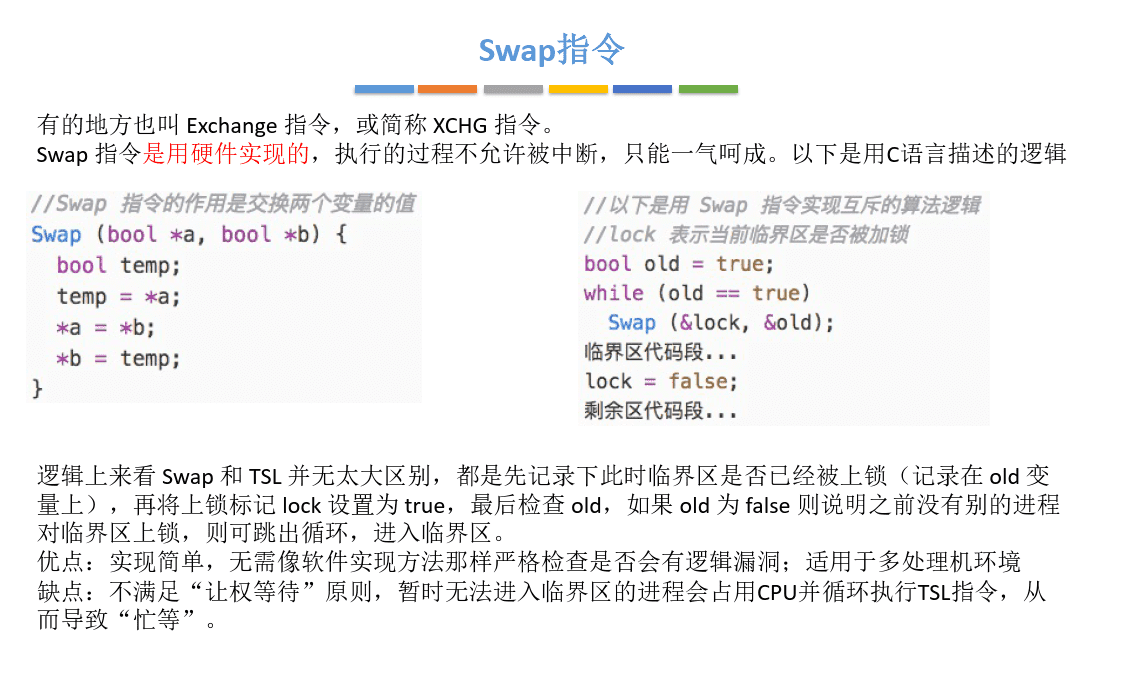 Swap指令
有的地方也叫 Exchange 指令，或简称 XCHG 指令。
Swap 指令是用硬件实现的，执行的过程不允许被中断，只能一气呵成。以下是用C语言描述的逻辑
//Swap 指令的作用是交换两个变量的值
Swap (bool *a, bool *b) {
  bool temp;
  temp = *a;
  *a = *b;
  *b = temp;
}
//以下是用 Swap 指令实现互斥的算法逻辑
//lock 表示当前临界区是否被加锁
bool old = true;
while (old == true)
  Swap (&lock, &old);
临界区代码段...
lock = false;
剩余区代码段...
逻辑上来看 Swap 和 TSL 并无太大区别，都是先记录下此时临界区是否已经被上锁（记录在 old 变
量上），再将上锁标记 lock 设置为 true，最后检查 old，如果 old 为 false 则说明之前没有别的进程
对临界区上锁，则可跳出循环，进入临界区。
优点：实现简单，无需像软件实现方法那样严格检查是否会有逻辑漏洞；适用于多处理机环境
缺点：不满足“让权等待”原则，暂时无法进入临界区的进程会占用CPU并循环执行TSL指令，从
而导致“忙等”。